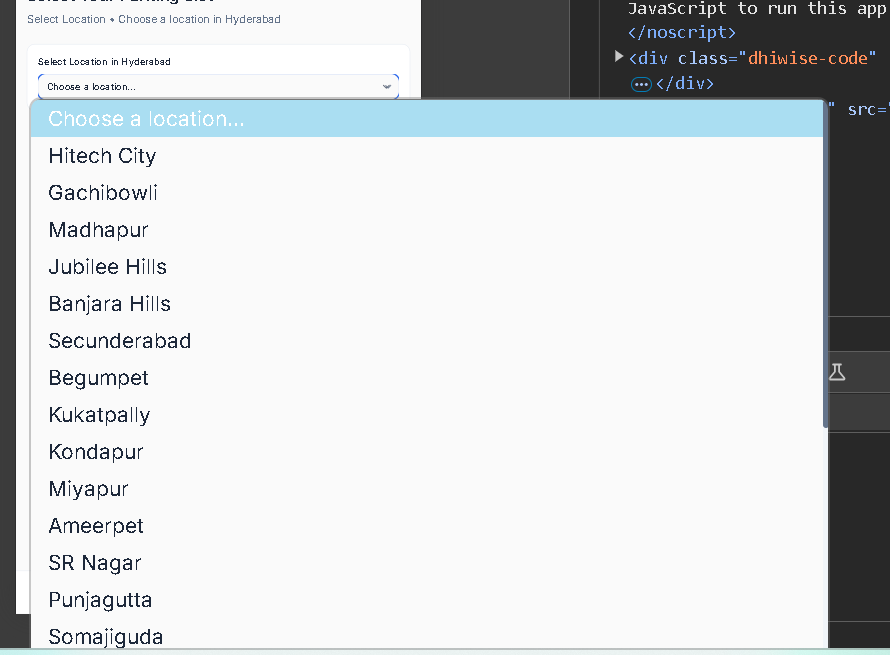 Select Location • Choose a location in Hyderabad
Select Location in Hyderabad
Choose a location...
Choose a location...
Hitech City
Gachibowli
Madhapur
Jubilee Hills
Banjara Hills
Secunderabad
Begumpet
Kukatpally
Kondapur
Miyapur
Ameerpet
SR Nagar
Punjagutta
Somajiguda
JavaScript to run this app
</noscript>
<div class="dhiwise-code"
</div>
" src="